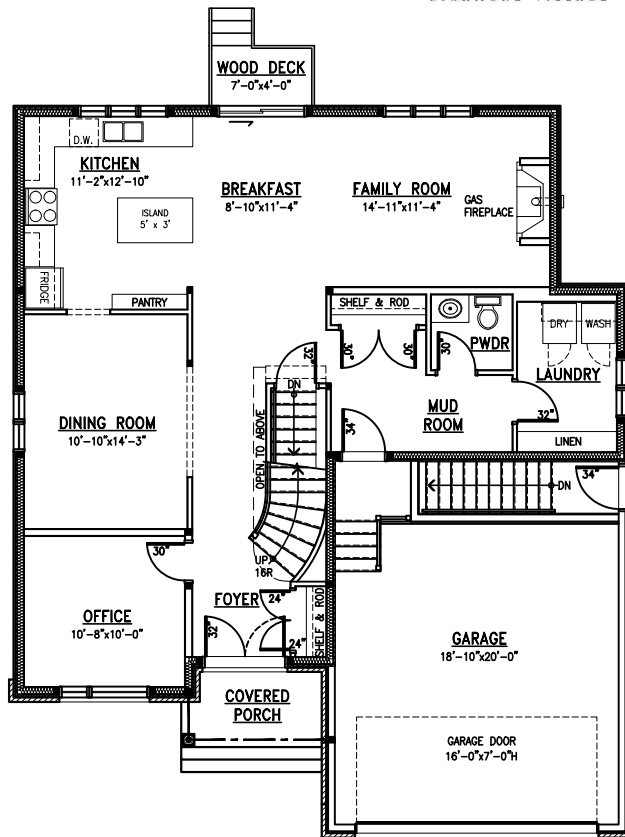 WOOD DECK
7'-0"x4'-0"
D.W.
KITCHEN
11'-2"x12'-10"
BREAKFAST
8'-10"x11'-4"
FAMILY ROOM
14'-11"x11'-4"
GAS
FIREPLACE
ISLAND
5' x 3'
FRIDGE
PANTRY
SHELF & ROD
30"
30"
30"
PWDR
DRY
WASH
LAUNDRY
32"
LINEN
MUD
ROOM
34"
32"
DN
OPEN TO ABOVE
DINING ROOM
10'-10"x14'-3"
34"
DN
UP
16R
30"
OFFICE
10'-8"x10'-0"
FOYER
24"
24"
32"
SHELF & ROD
GARAGE
18'-10"x20'-0"
COVERED
PORCH
GARAGE DOOR
16'-0"x7'-0"H